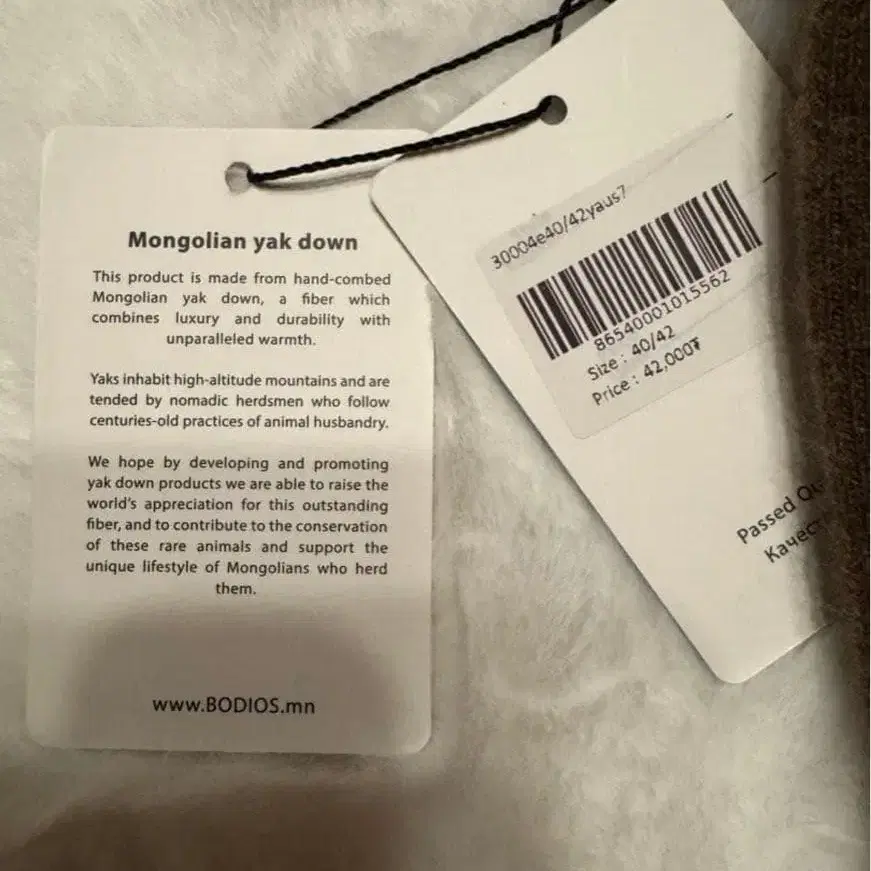 Mongolian yak down
This product is made from hand-combed
Mongolian yak down, a fiber which
combines luxury and durability with
unparalleled warmth.
Yaks inhabit high-altitude mountains and are
tended by nomadic herdsmen who follow
centuries-old practices of animal husbandry.
We hope by developing and promoting
yak down products we are able to raise the
world's appreciation for this outstanding
fiber, and to contribute to the conservation
of these rare animals and support the
unique lifestyle of Mongolians who herd
them.
www.BODIOS.mn
30004e40/42yaus7
86540001015562
Size : 40/42
Price : 42,000₮
Passed